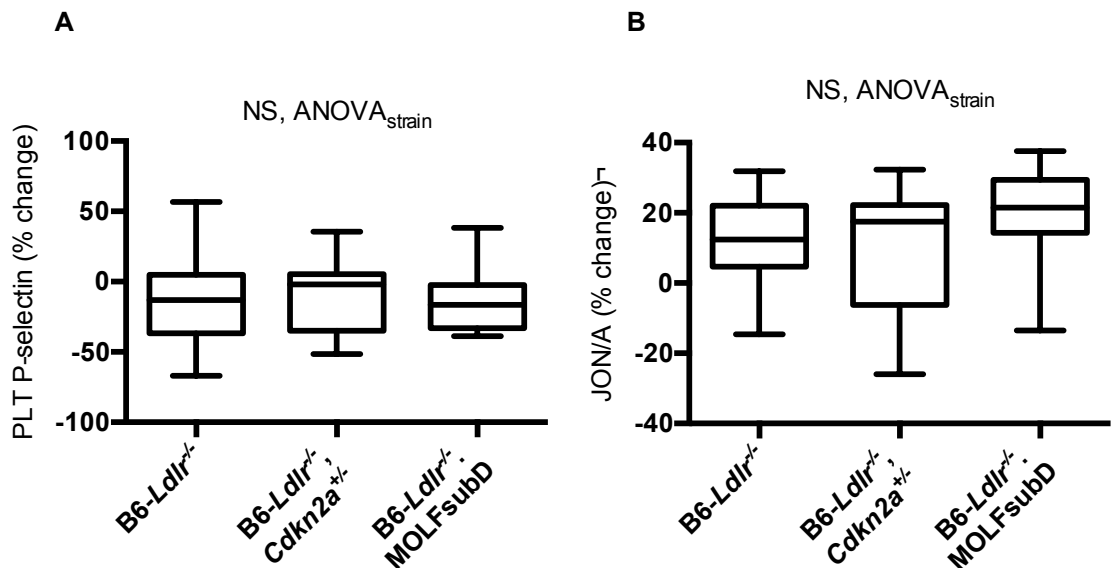 A
NS, ANOVAstrain
PLT P-selectin (% change)
100
50
0
-50
-100
B6-Ldlr-/-
B6-Ldlr-/-,
Cdkn2a+/-
B6-Ldlr-/-.
MOLFsubD
B
NS, ANOVAstrain
JON/A (% change)¬
40
20
0
-20
-40
B6-Ldlr-/-
B6-Ldlr-/-,
Cdkn2a+/-
B6-Ldlr-/-.
MOLFsubD